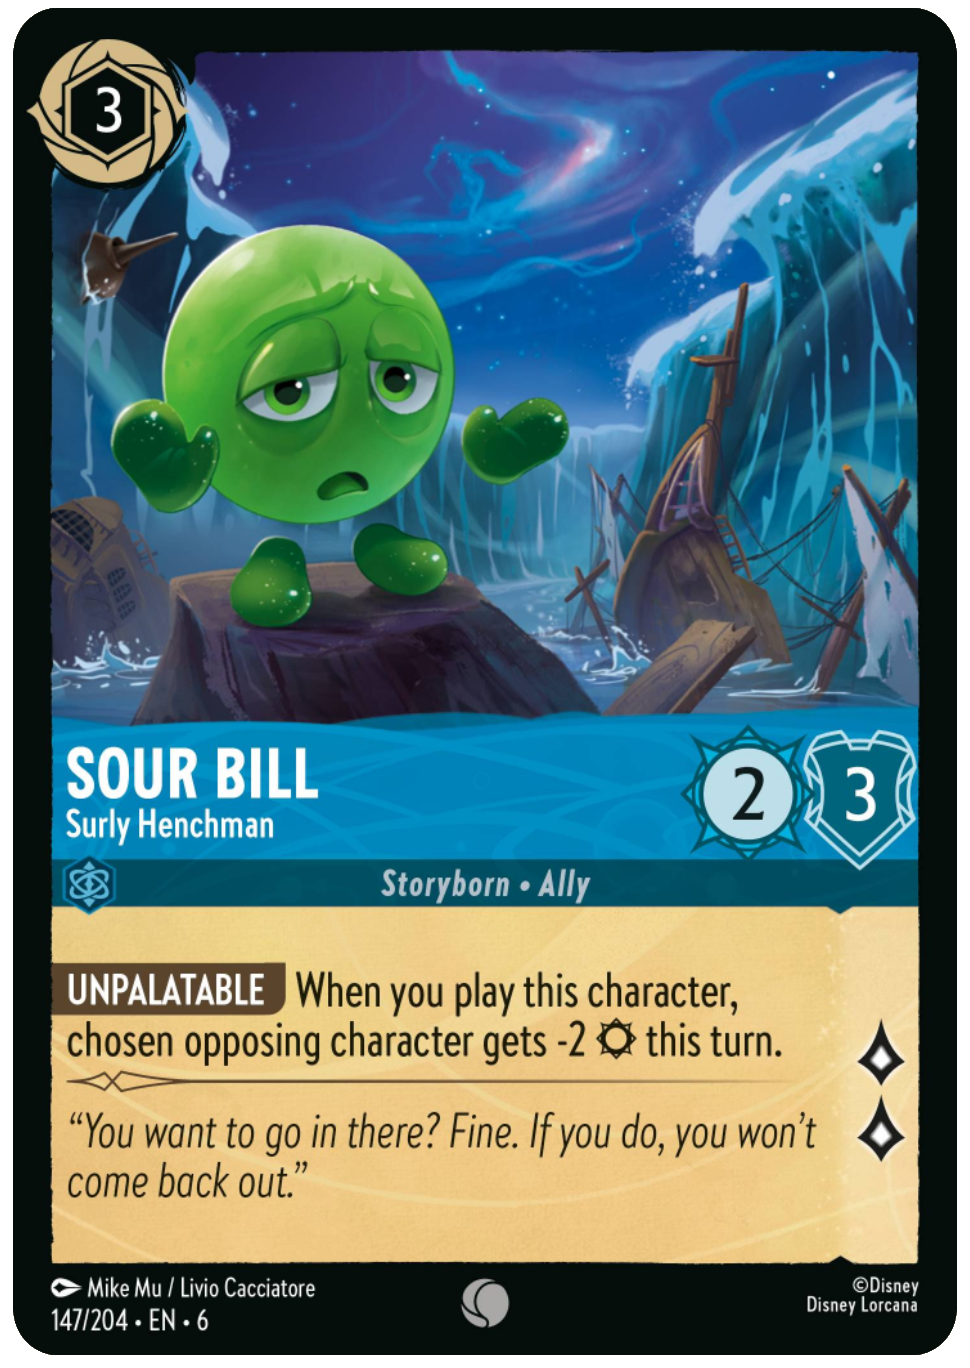 3
SOUR BILL
Surly Henchman
2
3
Storyborn • Ally
UNPALATABLE When you play this character,
chosen opposing character gets -2 this turn.
“You want to go in there? Fine. If you do, you won’t
come back out.”
Mike Mu / Livio Cacciatore
147/204 • EN • 6
©Disney
Disney Lorcana